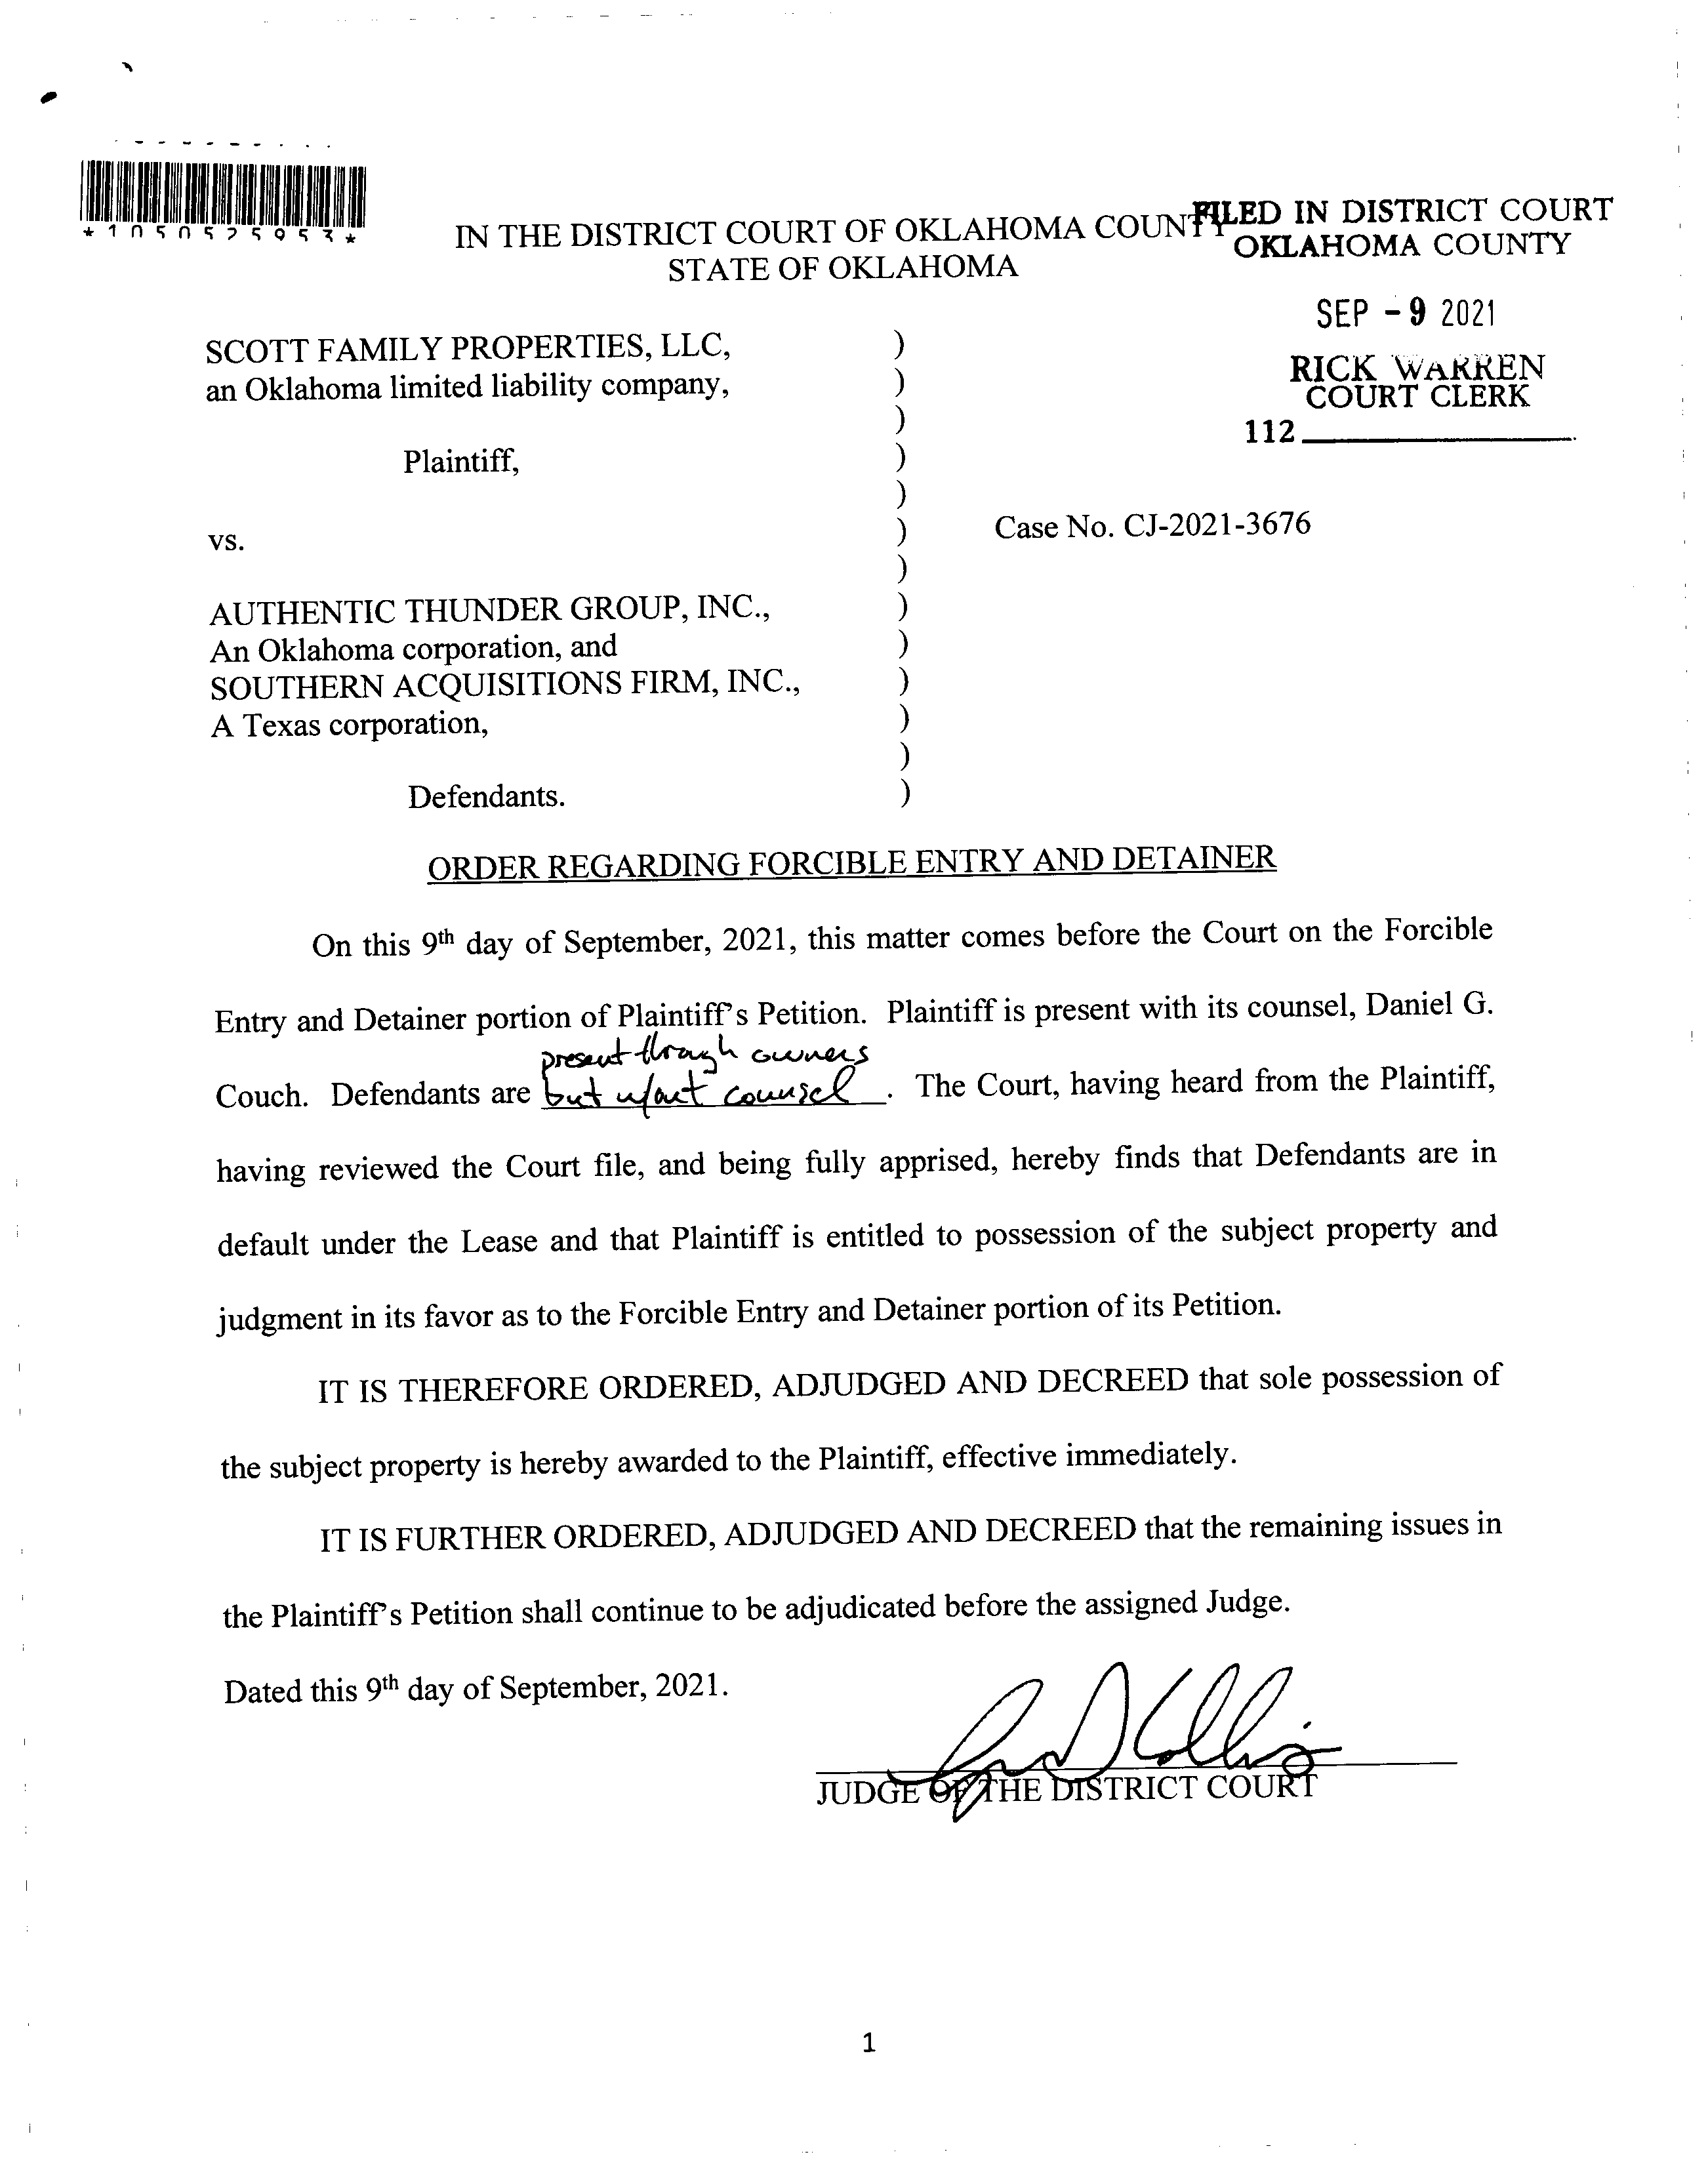 *1050525953*
IN THE DISTRICT COURT OF OKLAHOMA COUNTY
STATE OF OKLAHOMA
FILED IN DISTRICT COURT
OKLAHOMA COUNTY
SEP - 9 2021
RICK WARREN
COURT CLERK
112
SCOTT FAMILY PROPERTIES, LLC, )
an Oklahoma limited liability company, )
)
Plaintiff, )
)
vs. ) Case No. CJ-2021-3676
)
AUTHENTIC THUNDER GROUP, INC., )
An Oklahoma corporation, and )
SOUTHERN ACQUISITIONS FIRM, INC., )
A Texas corporation, )
)
Defendants. )
ORDER REGARDING FORCIBLE ENTRY AND DETAINER
On this 9th day of September, 2021, this matter comes before the Court on the Forcible
Entry and Detainer portion of Plaintiff's Petition. Plaintiff is present with its counsel, Daniel G.
present through owners
Couch. Defendants are but w/out counsel. The Court, having heard from the Plaintiff,
having reviewed the Court file, and being fully apprised, hereby finds that Defendants are in
default under the Lease and that Plaintiff is entitled to possession of the subject property and
judgment in its favor as to the Forcible Entry and Detainer portion of its Petition.
IT IS THEREFORE ORDERED, ADJUDGED AND DECREED that sole possession of
the subject property is hereby awarded to the Plaintiff, effective immediately.
IT IS FURTHER ORDERED, ADJUDGED AND DECREED that the remaining issues in
the Plaintiff's Petition shall continue to be adjudicated before the assigned Judge.
Dated this 9th day of September, 2021.
JUDGE OF THE DISTRICT COURT
1